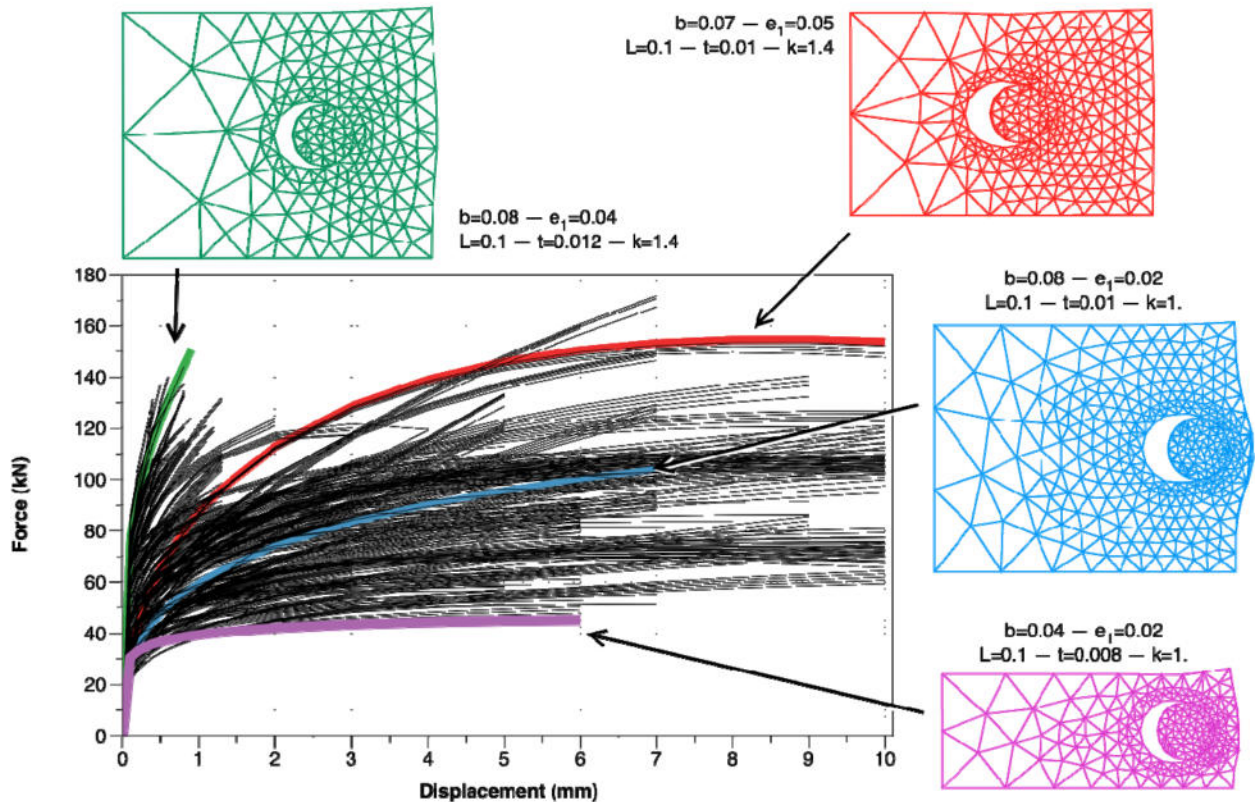 b=0.07 — e₁=0.05
L=0.1 — t=0.01 — k=1.4
b=0.08 — e₁=0.04
L=0.1 — t=0.012 — k=1.4
b=0.08 — e₁=0.02
L=0.1 — t=0.01 — k=1.
b=0.04 — e₁=0.02
L=0.1 — t=0.008 — k=1.
180
160
140
120
100
80
60
40
20
0
Force (kN)
0 1 2 3 4 5 6 7 8 9 10
Displacement (mm)